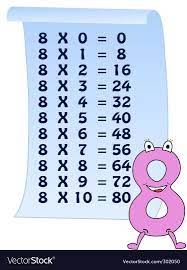 8 X 0 = 0
8 X 1 = 8
8 X 2 = 16
8 X 3 = 24
8 X 4 = 32
8 X 5 = 40
8 X 6 = 48
8 X 7 = 56
8 X 8 = 64
8 X 9 = 72
8 X 10 = 80
8
VectorStock®
VectorStock.com/302050